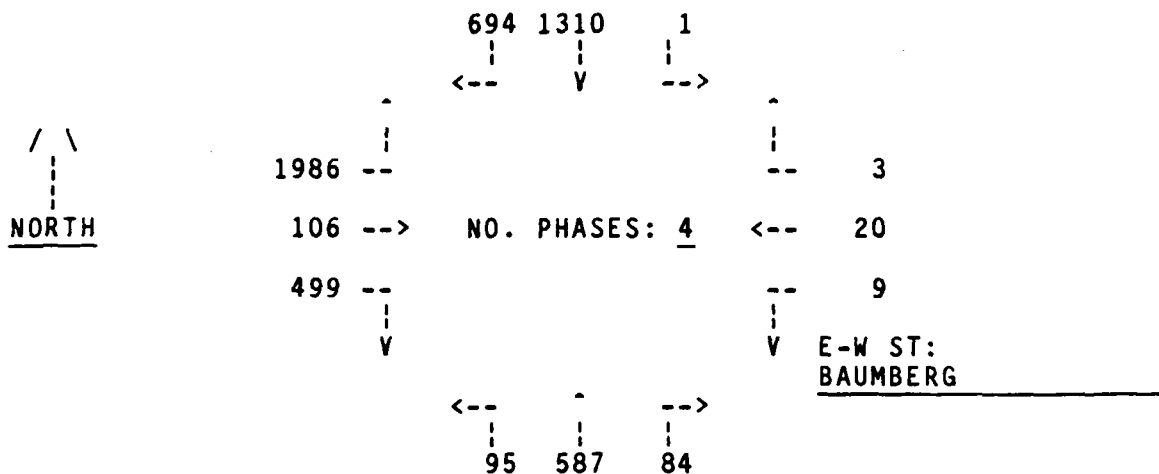 694 1310 1
<-- V -->
^ ^
/ \
1986 -- -- 3
NORTH 106 --> NO. PHASES: 4 <-- 20
499 -- -- 9
V V E-W ST:
BAUMBERG
<-- ^ -->
95 587 84